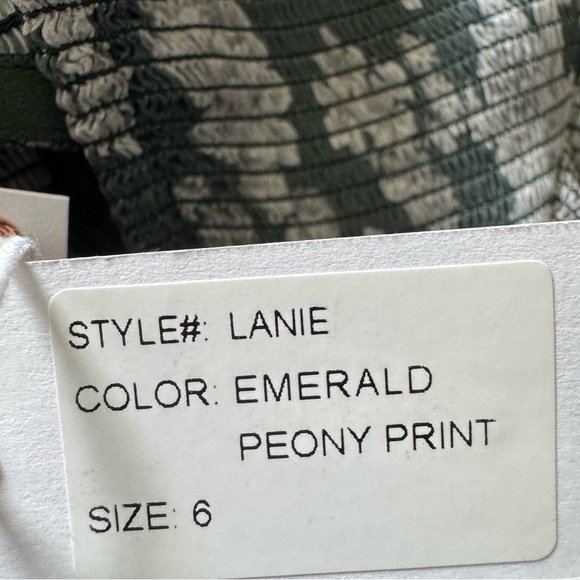 STYLE#: LANIE
COLOR: EMERALD
PEONY PRINT
SIZE: 6